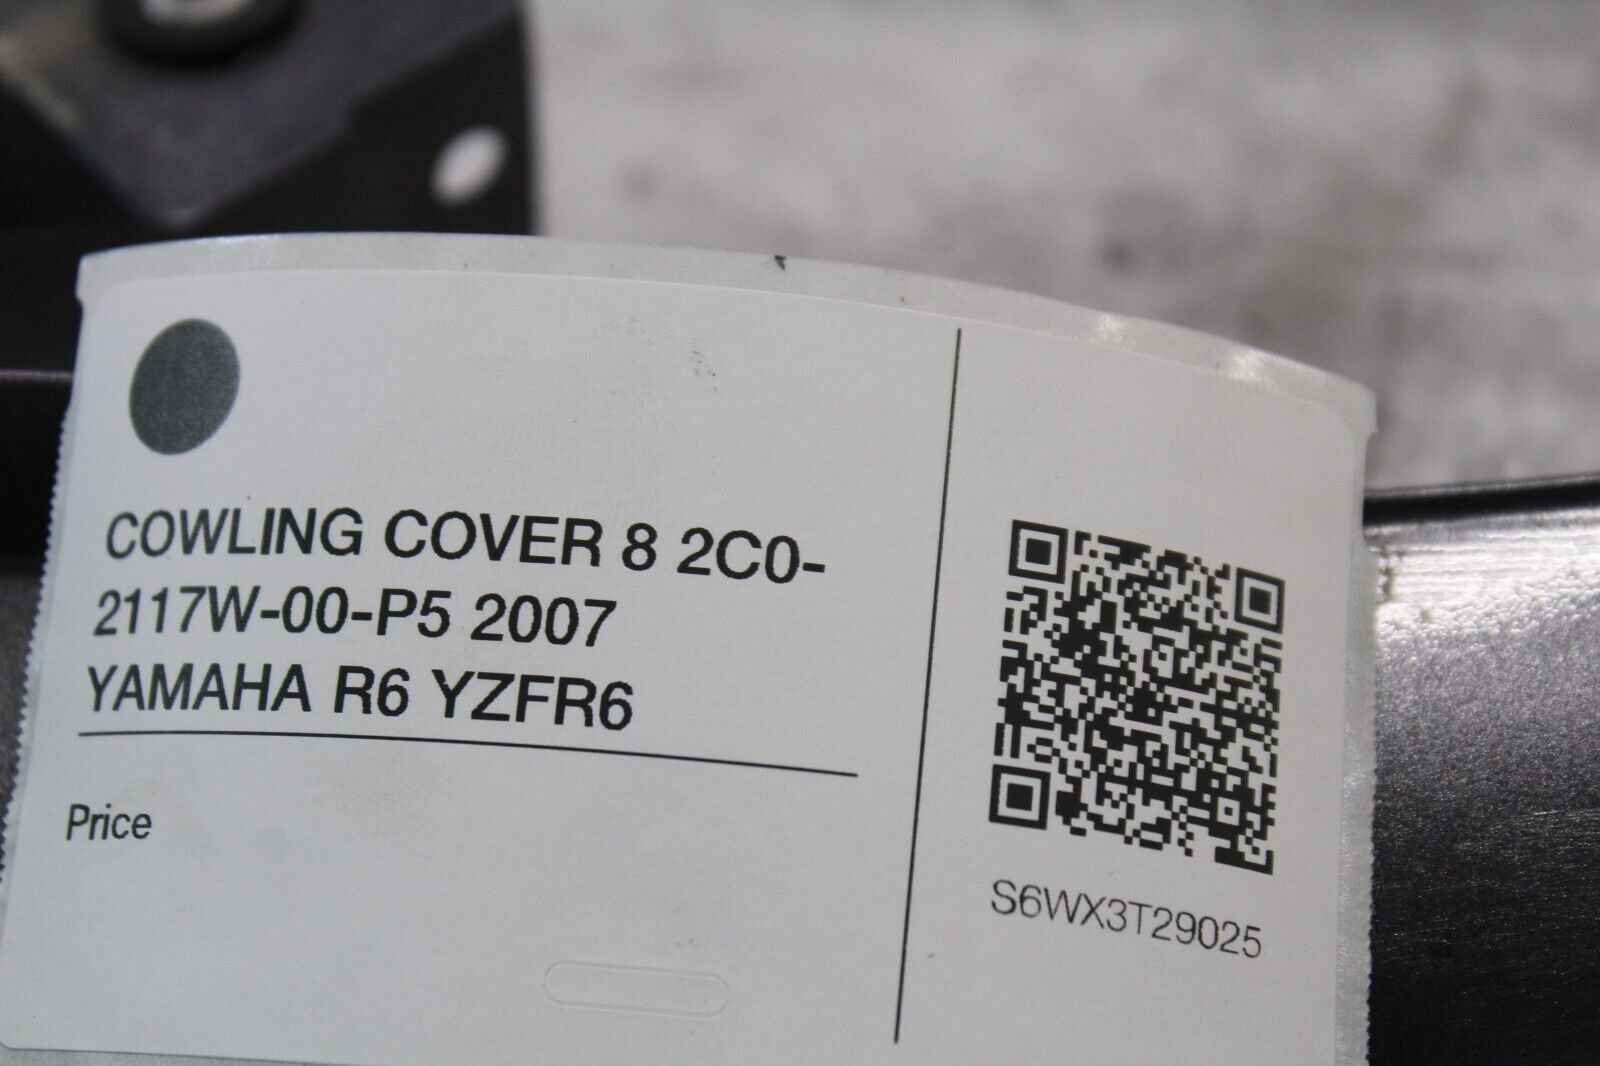 COWLING COVER 8 2C0-
2117W-00-P5 2007
YAMAHA R6 YZFR6
Price
S6WX3T29025